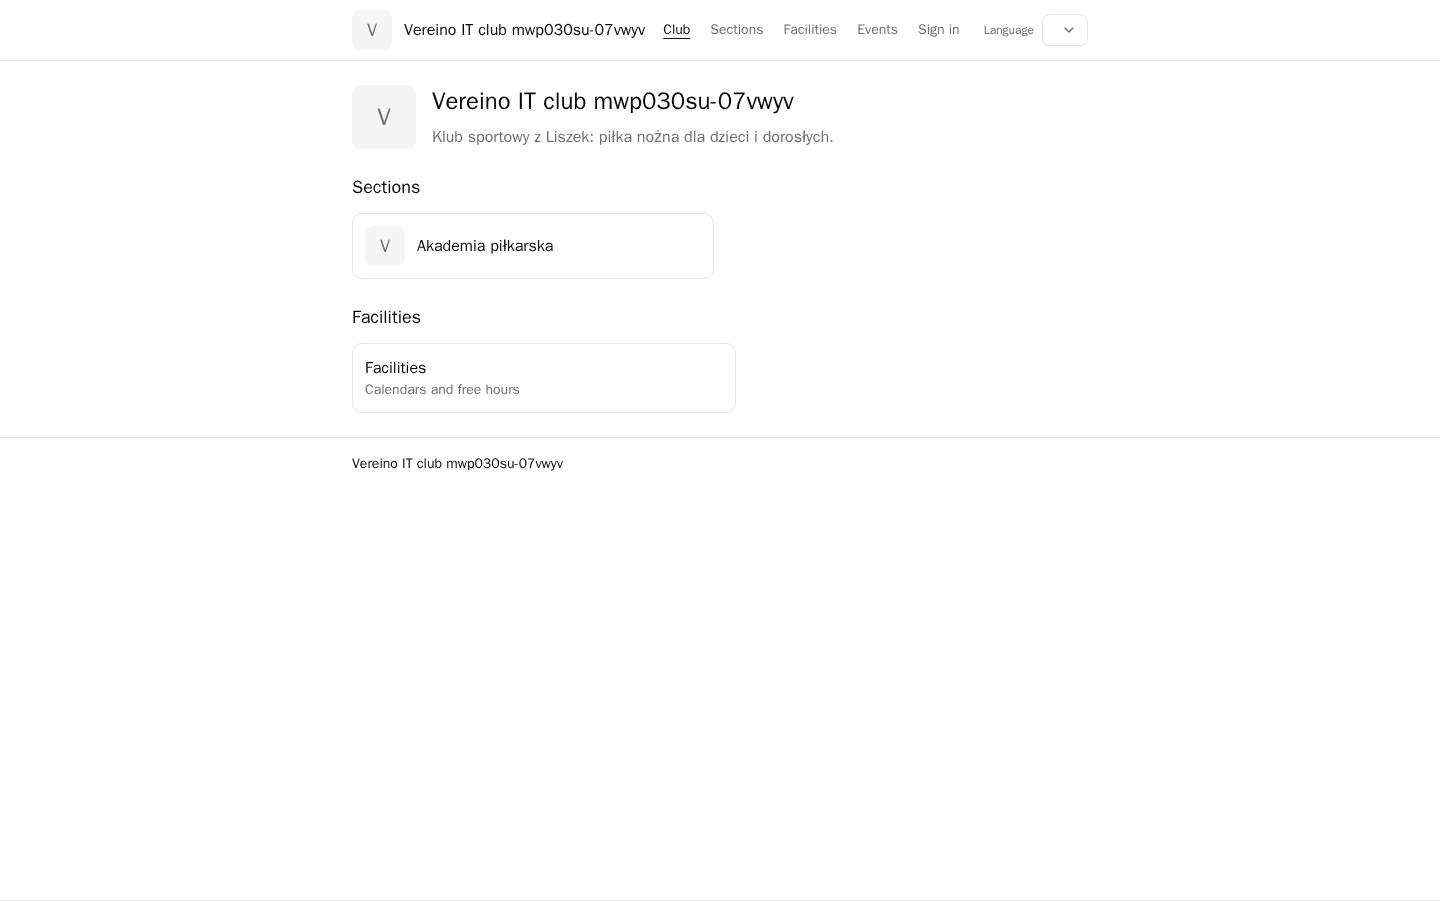 V Vereino IT club mwp030su-07vwyv Club Sections Facilities Events Sign in Language
V Vereino IT club mwp030su-07vwyv
Klub sportowy z Liszek: piłka nożna dla dzieci i dorosłych.
Sections
V Akademia piłkarska
Facilities
Facilities
Calendars and free hours
Vereino IT club mwp030su-07vwyv